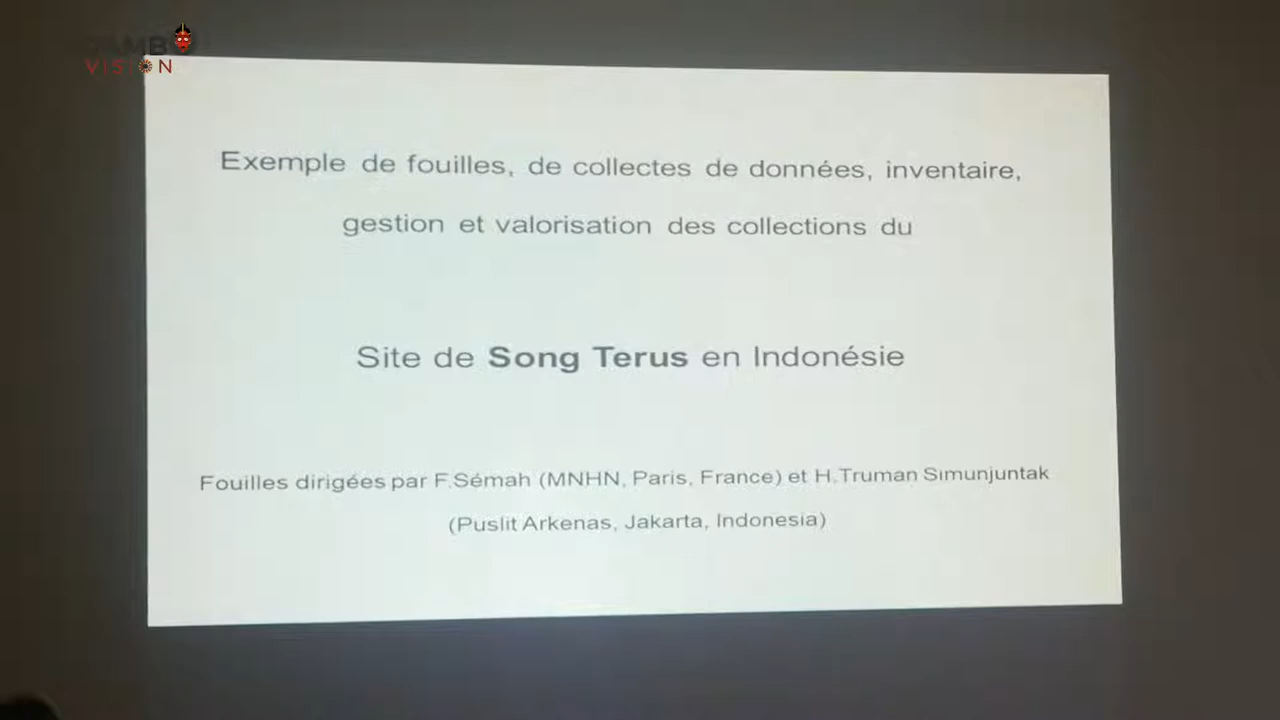 VISION
Exemple de fouilles, de collectes de données, inventaire,
gestion et valorisation des collections du
Site de Song Terus en Indonésie
Fouilles dirigées par F.Sémah (MNHN, Paris, France) et H.Truman Simunjuntak
(Puslit Arkenas, Jakarta, Indonesia)